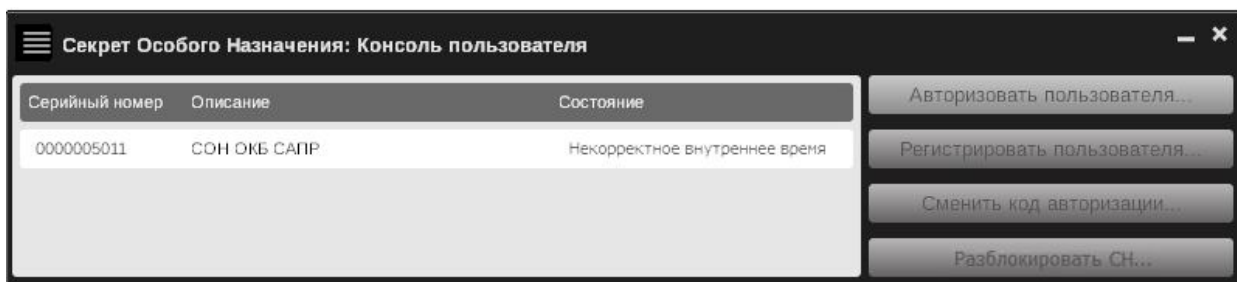 Секрет Особого Назначения: Консоль пользователя
Серийный номер Описание Состояние
0000005011 СОН ОКБ САПР Некорректное внутреннее время
Авторизовать пользователя...
Регистрировать пользователя...
Сменить код авторизации...
Разблокировать СН...